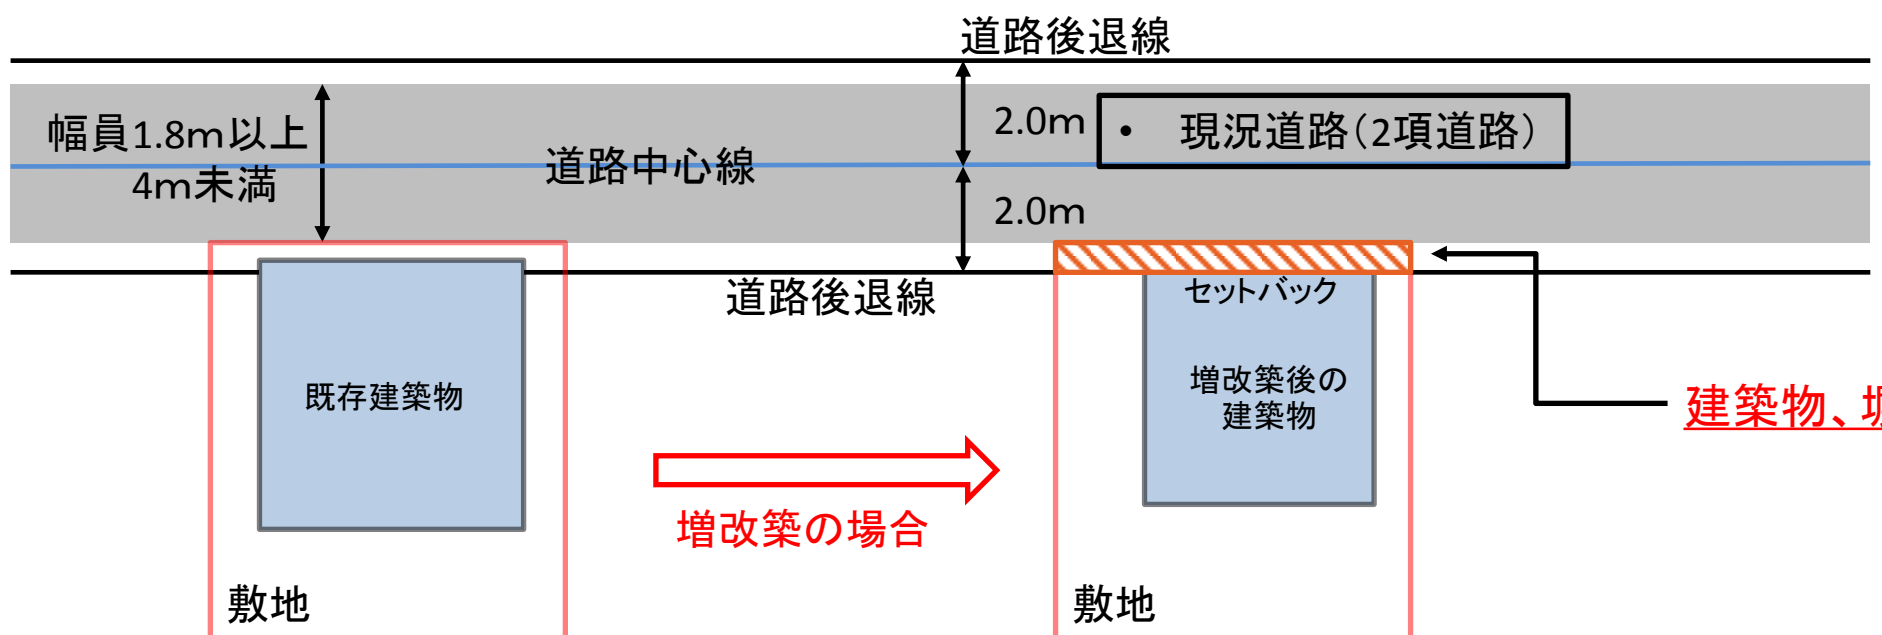 道路後退線
幅員1.8m以上
4m未満
道路中心線
2.0m
• 現況道路（2項道路）
2.0m
道路後退線
セットバック
既存建築物
増改築後の
建築物
建築物、
増改築の場合
敷地
敷地